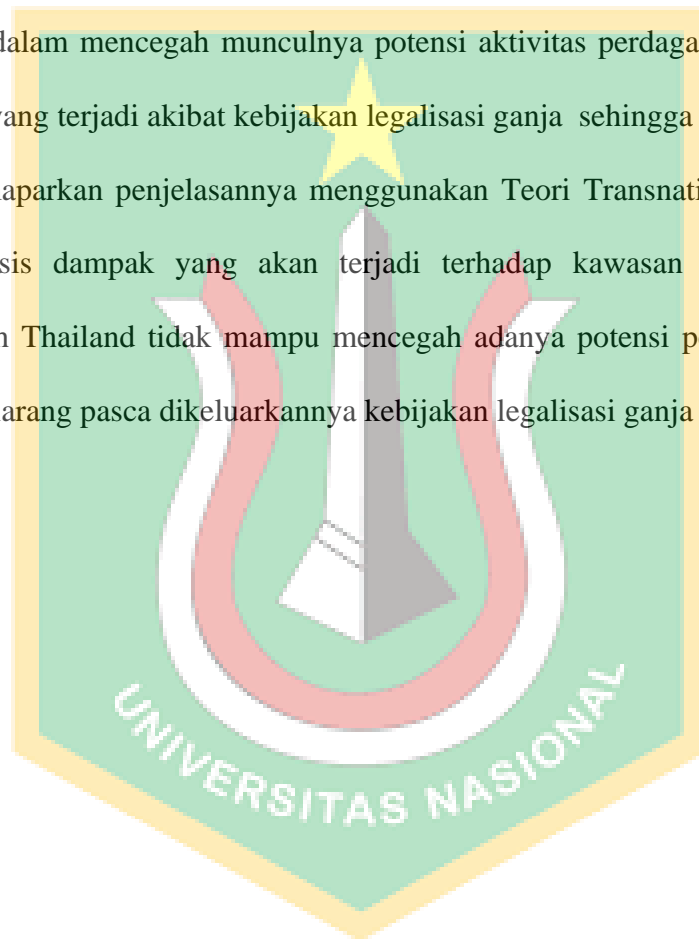 dalam mencegah munculnya potensi aktivitas perdaga
yang terjadi akibat kebijakan legalisasi ganja sehingga
aparkan penjelasannya menggunakan Teori Transnati
sis dampak yang akan terjadi terhadap kawasan
n Thailand tidak mampu mencegah adanya potensi pe
larang pasca dikeluarkannya kebijakan legalisasi ganja
UNIVERSITAS NASIONAL